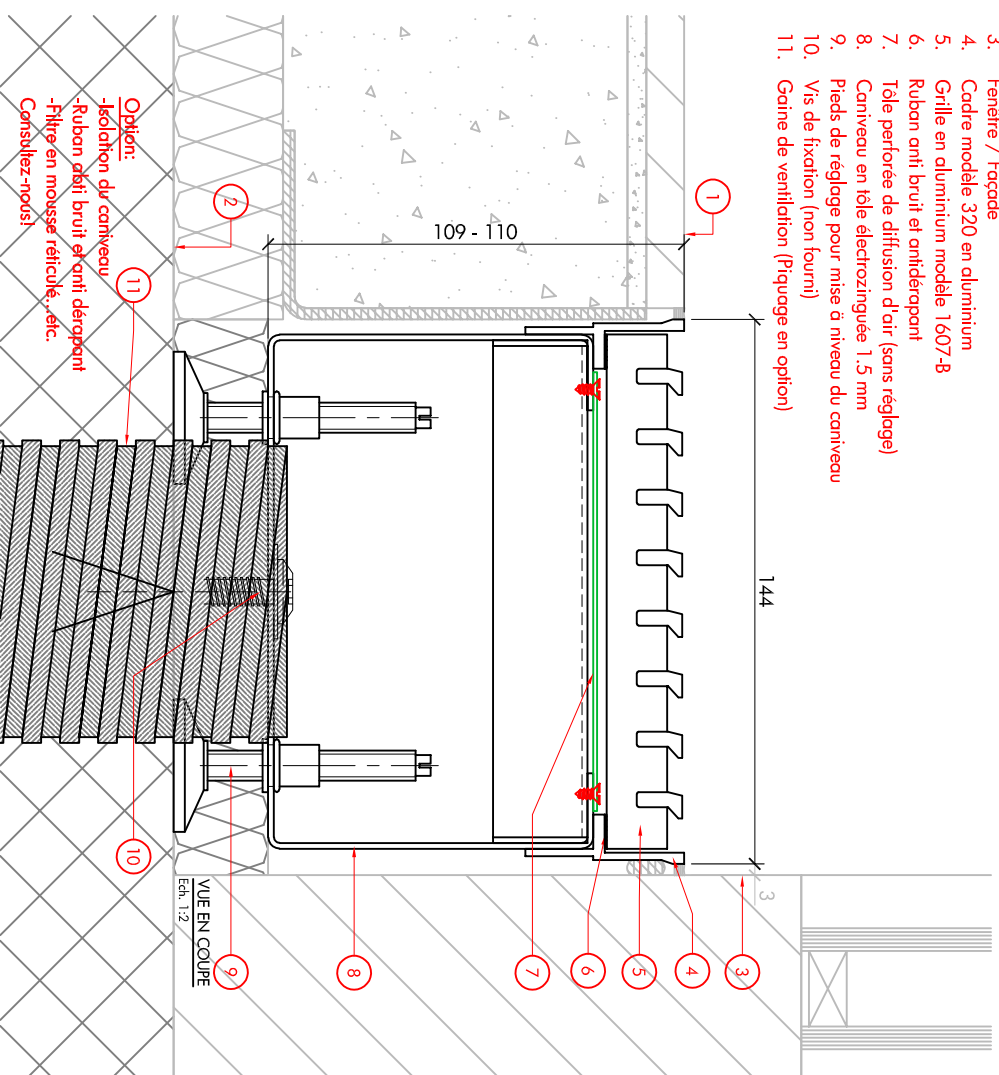 3. Fenêtre / Façade
4. Cadre modèle 320 en aluminium
5. Grille en aluminium modèle 1607-B
6. Ruban anti bruit et antidérapant
7. Tôle perforée de diffusion d'air (sans réglage)
8. Caniveau en tôle électrozinguée 1.5 mm
9. Pieds de réglage pour mise à niveau du caniveau
10. Vis de fixation (non fourni)
11. Gaine de ventilation (Piquage en option)
1
2
109 - 110
144
3
3
4
5
6
7
8
9
10
11
VUE EN COUPE
Ech. 1:2
Option:
-Isolation du caniveau
-Ruban abti bruit et anti dérapant
-Filtre en mousse réticulé...etc.
Consultez-nous!